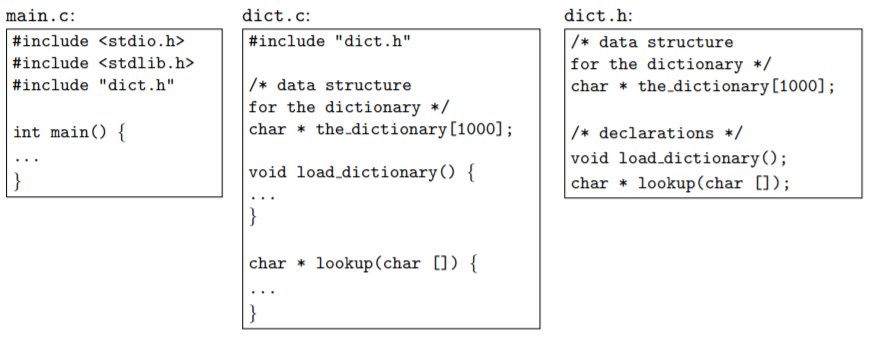 main.c:
#include <stdio.h>
#include <stdlib.h>
#include "dict.h"
int main() {
...
}
dict.c:
#include "dict.h"
/* data structure
for the dictionary */
char * the_dictionary[1000];
void load_dictionary() {
...
}
char * lookup(char []) {
...
}
dict.h:
/* data structure
for the dictionary */
char * the_dictionary[1000];
/* declarations */
void load_dictionary();
char * lookup(char []);